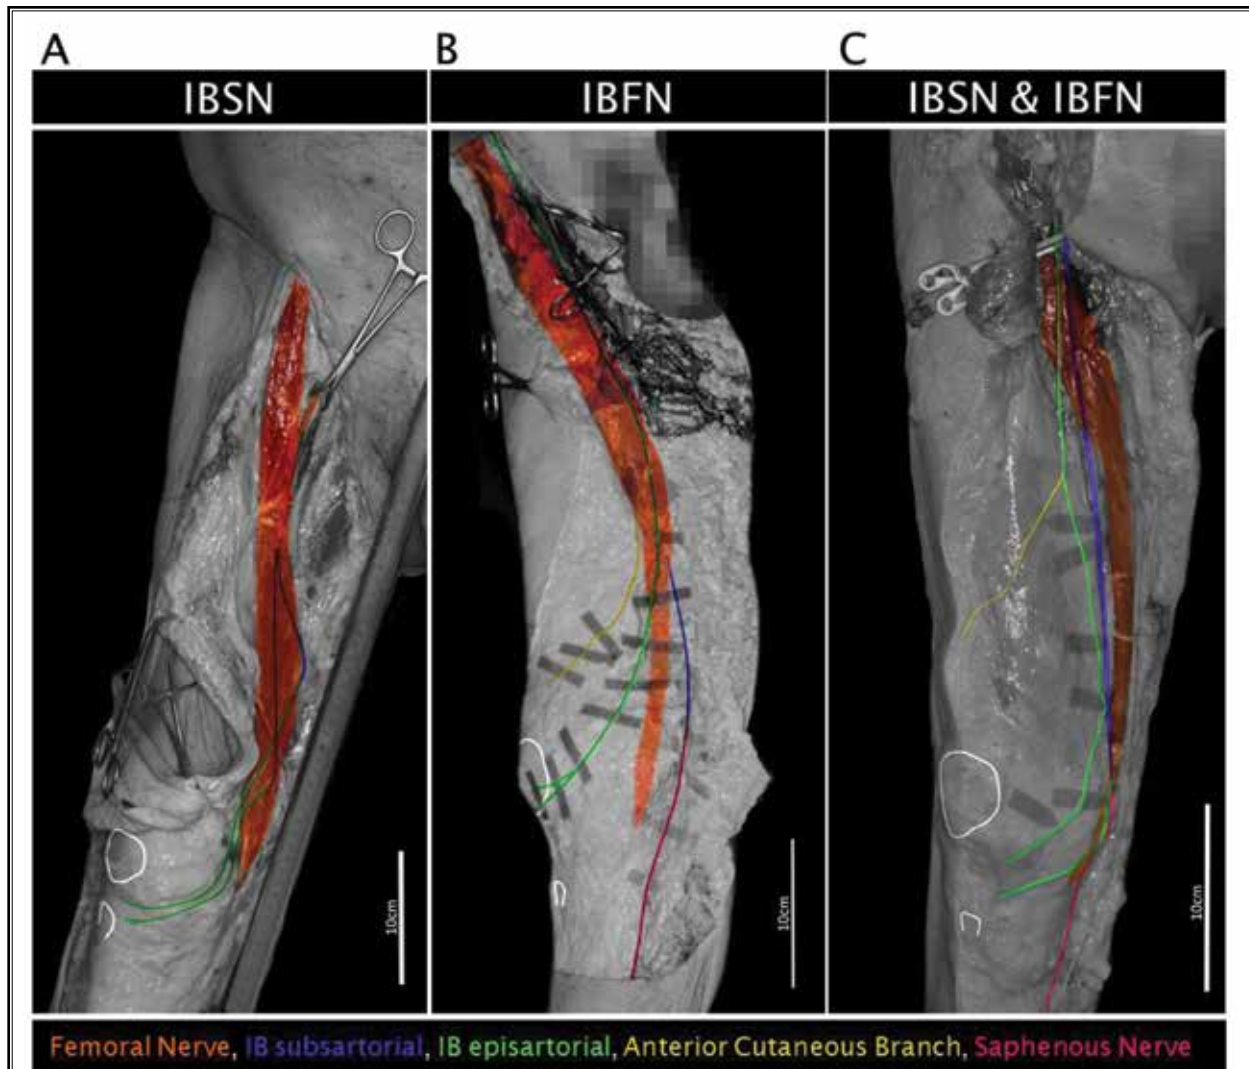 A B C
IBSN IBFN IBSN & IBFN
10cm 10cm 10cm
Femoral Nerve, IB subsartorial, IB episartorial, Anterior Cutaneous Branch, Saphenous Nerve